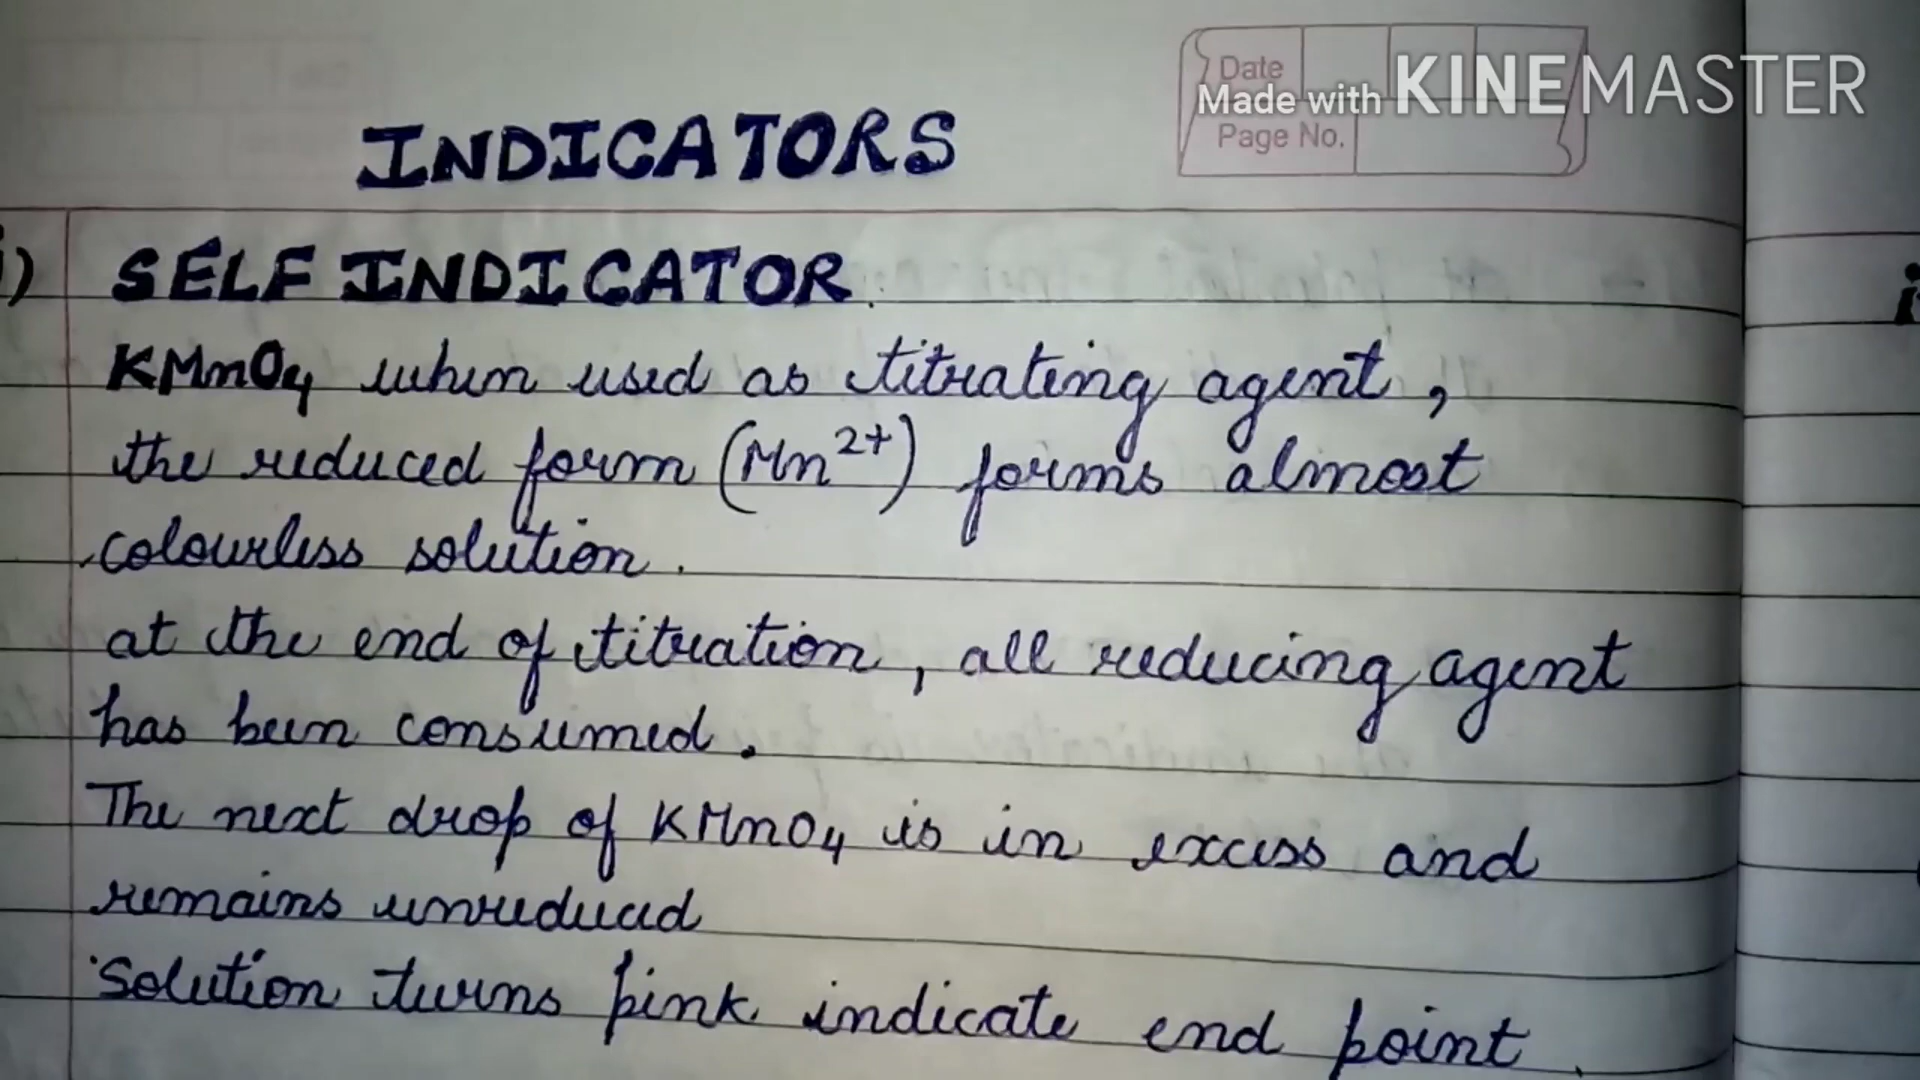 Date
Made with KINEMASTER
Page No.
INDICATORS
i) SELF INDICATOR.
KMnO4 when used as titrating agent,
the reduced form (Mn²⁺) forms almost
colourless solution.
at the end of titration, all reducing agent
has been consumed.
The next drop of KMnO4 is in excess and
remains unreduced
Solution turns pink indicate end point.